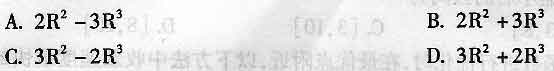 A. 2R² - 3R³ B. 2R² + 3R³
C. 3R² - 2R³ D. 3R² + 2R³